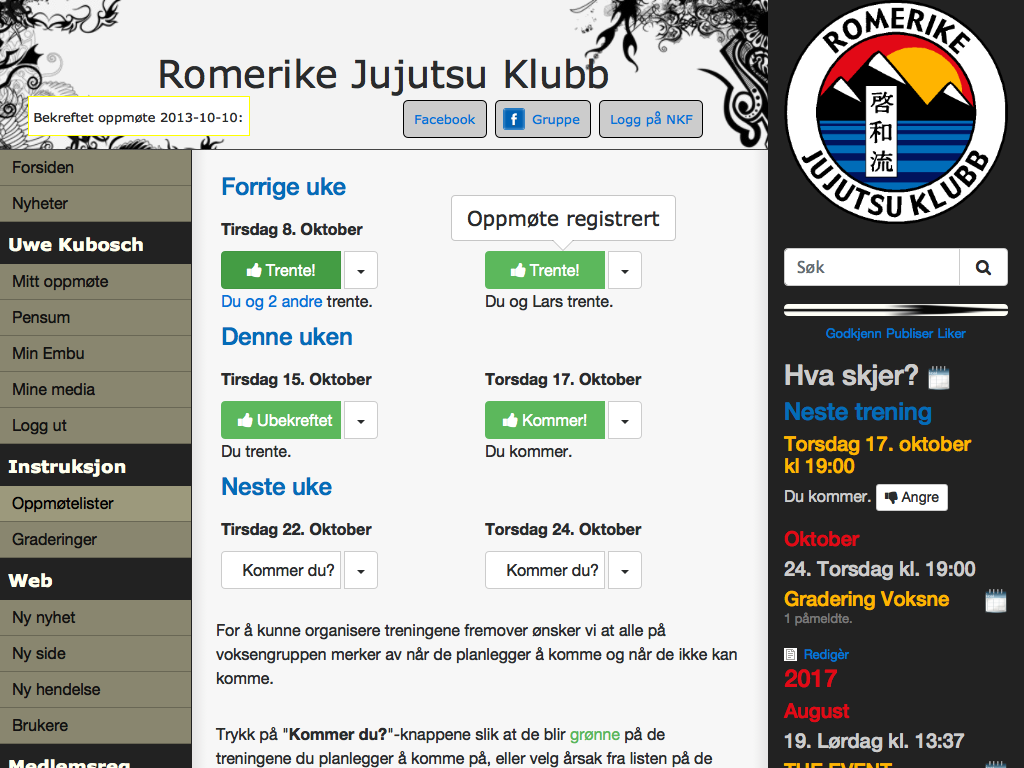 Romerike Jujutsu Klubb
Bekreftet oppmøte 2013-10-10:
Facebook
Gruppe
Logg på NKF
Forsiden
Nyheter
Uwe Kubosch
Mitt oppmøte
Pensum
Min Embu
Mine media
Logg ut
Instruksjon
Oppmøtelister
Graderinger
Web
Ny nyhet
Ny side
Ny hendelse
Brukere
Medlemsreg
Forrige uke
Tirsdag 8. Oktober
Oppmøte registrert
Trente!
Trente!
Du og 2 andre trente.
Du og Lars trente.
Denne uken
Tirsdag 15. Oktober
Torsdag 17. Oktober
Ubekreftet
Kommer!
Du trente.
Du kommer.
Neste uke
Tirsdag 22. Oktober
Torsdag 24. Oktober
Kommer du?
Kommer du?
For å kunne organisere treningene fremover ønsker vi at alle på
voksengruppen merker av når de planlegger å komme og når de ikke kan
komme.
Trykk på "Kommer du?"-knappene slik at de blir grønne på de
treningene du planlegger å komme på, eller velg årsak fra listen på de
ROMERIKE
啓和流
JUJUTSU KLUBB
Søk
Godkjenn Publiser Liker
Hva skjer?
Neste trening
Torsdag 17. oktober
kl 19:00
Du kommer.
Angre
Oktober
24. Torsdag kl. 19:00
Gradering Voksne
1 påmeldte.
Redigèr
2017
August
19. Lørdag kl. 13:37
THE EVENT